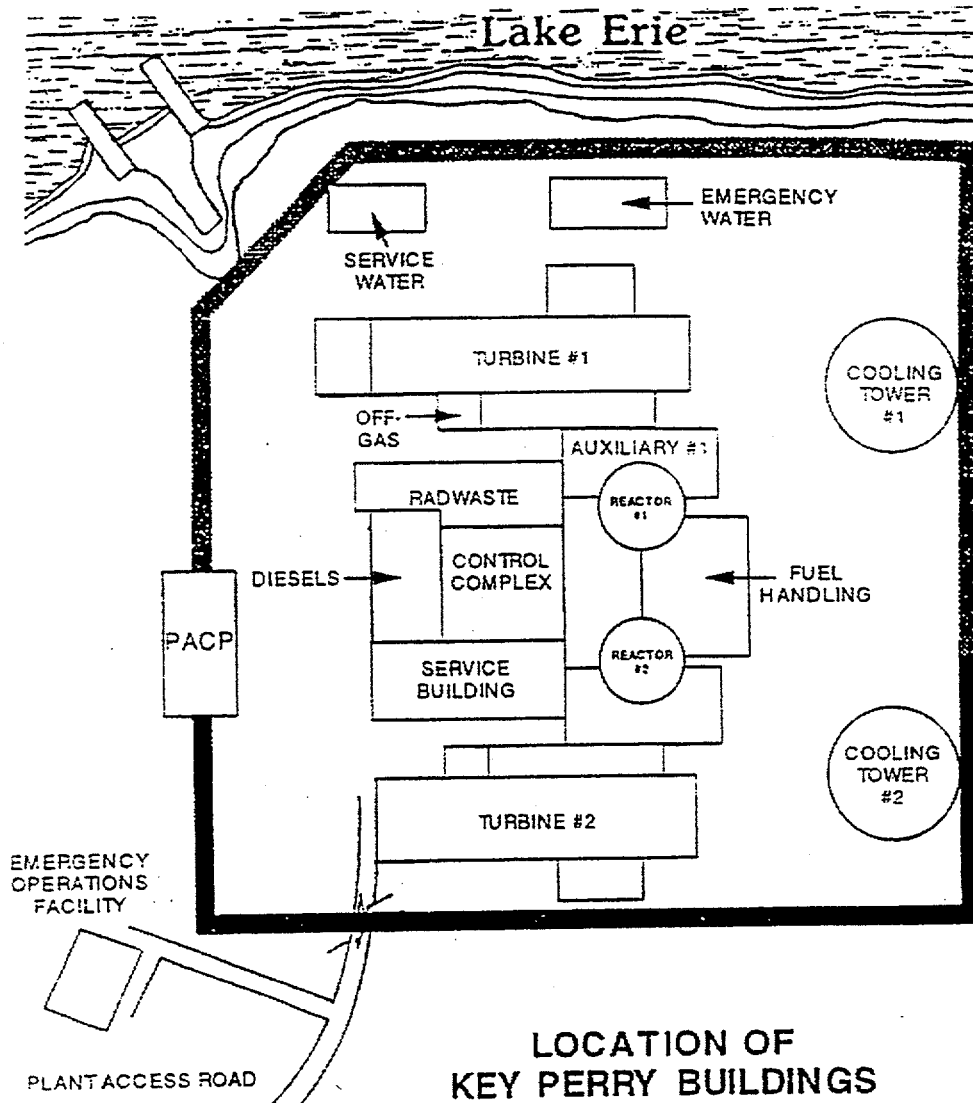 Lake Erie
EMERGENCY
WATER
SERVICE
WATER
TURBINE #1
COOLING
TOWER
#1
OFF-
GAS
AUXILIARY #1
RADWASTE
REACTOR
#1
DIESELS
CONTROL
COMPLEX
FUEL
HANDLING
PACP
REACTOR
#2
SERVICE
BUILDING
COOLING
TOWER
#2
TURBINE #2
EMERGENCY
OPERATIONS
FACILITY
PLANT ACCESS ROAD
LOCATION OF
KEY PERRY BUILDINGS